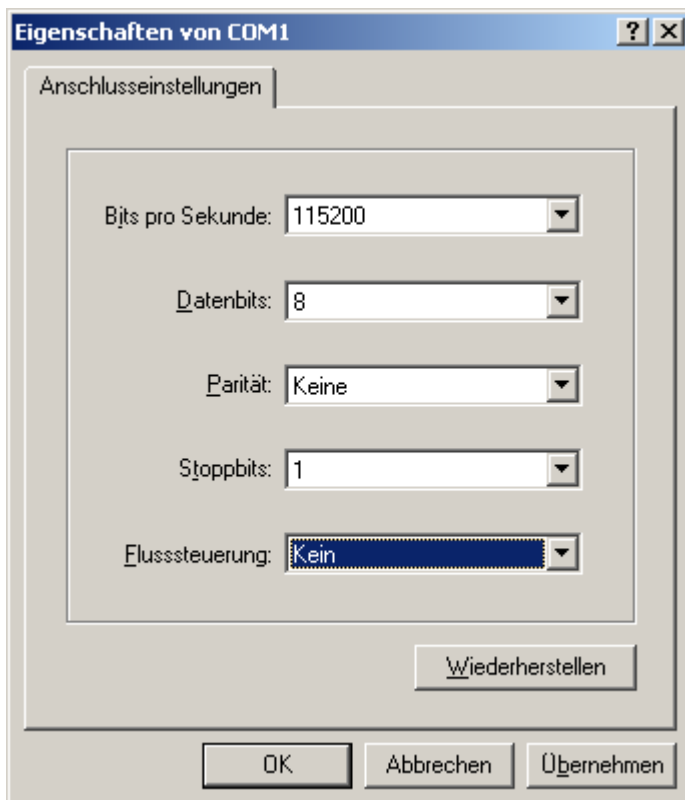 Eigenschaften von COM1
Anschlusseinstellungen
Bits pro Sekunde: 115200
Datenbits: 8
Parität: Keine
Stoppbits: 1
Flusssteuerung: Kein
Wiederherstellen
OK Abbrechen Übernehmen